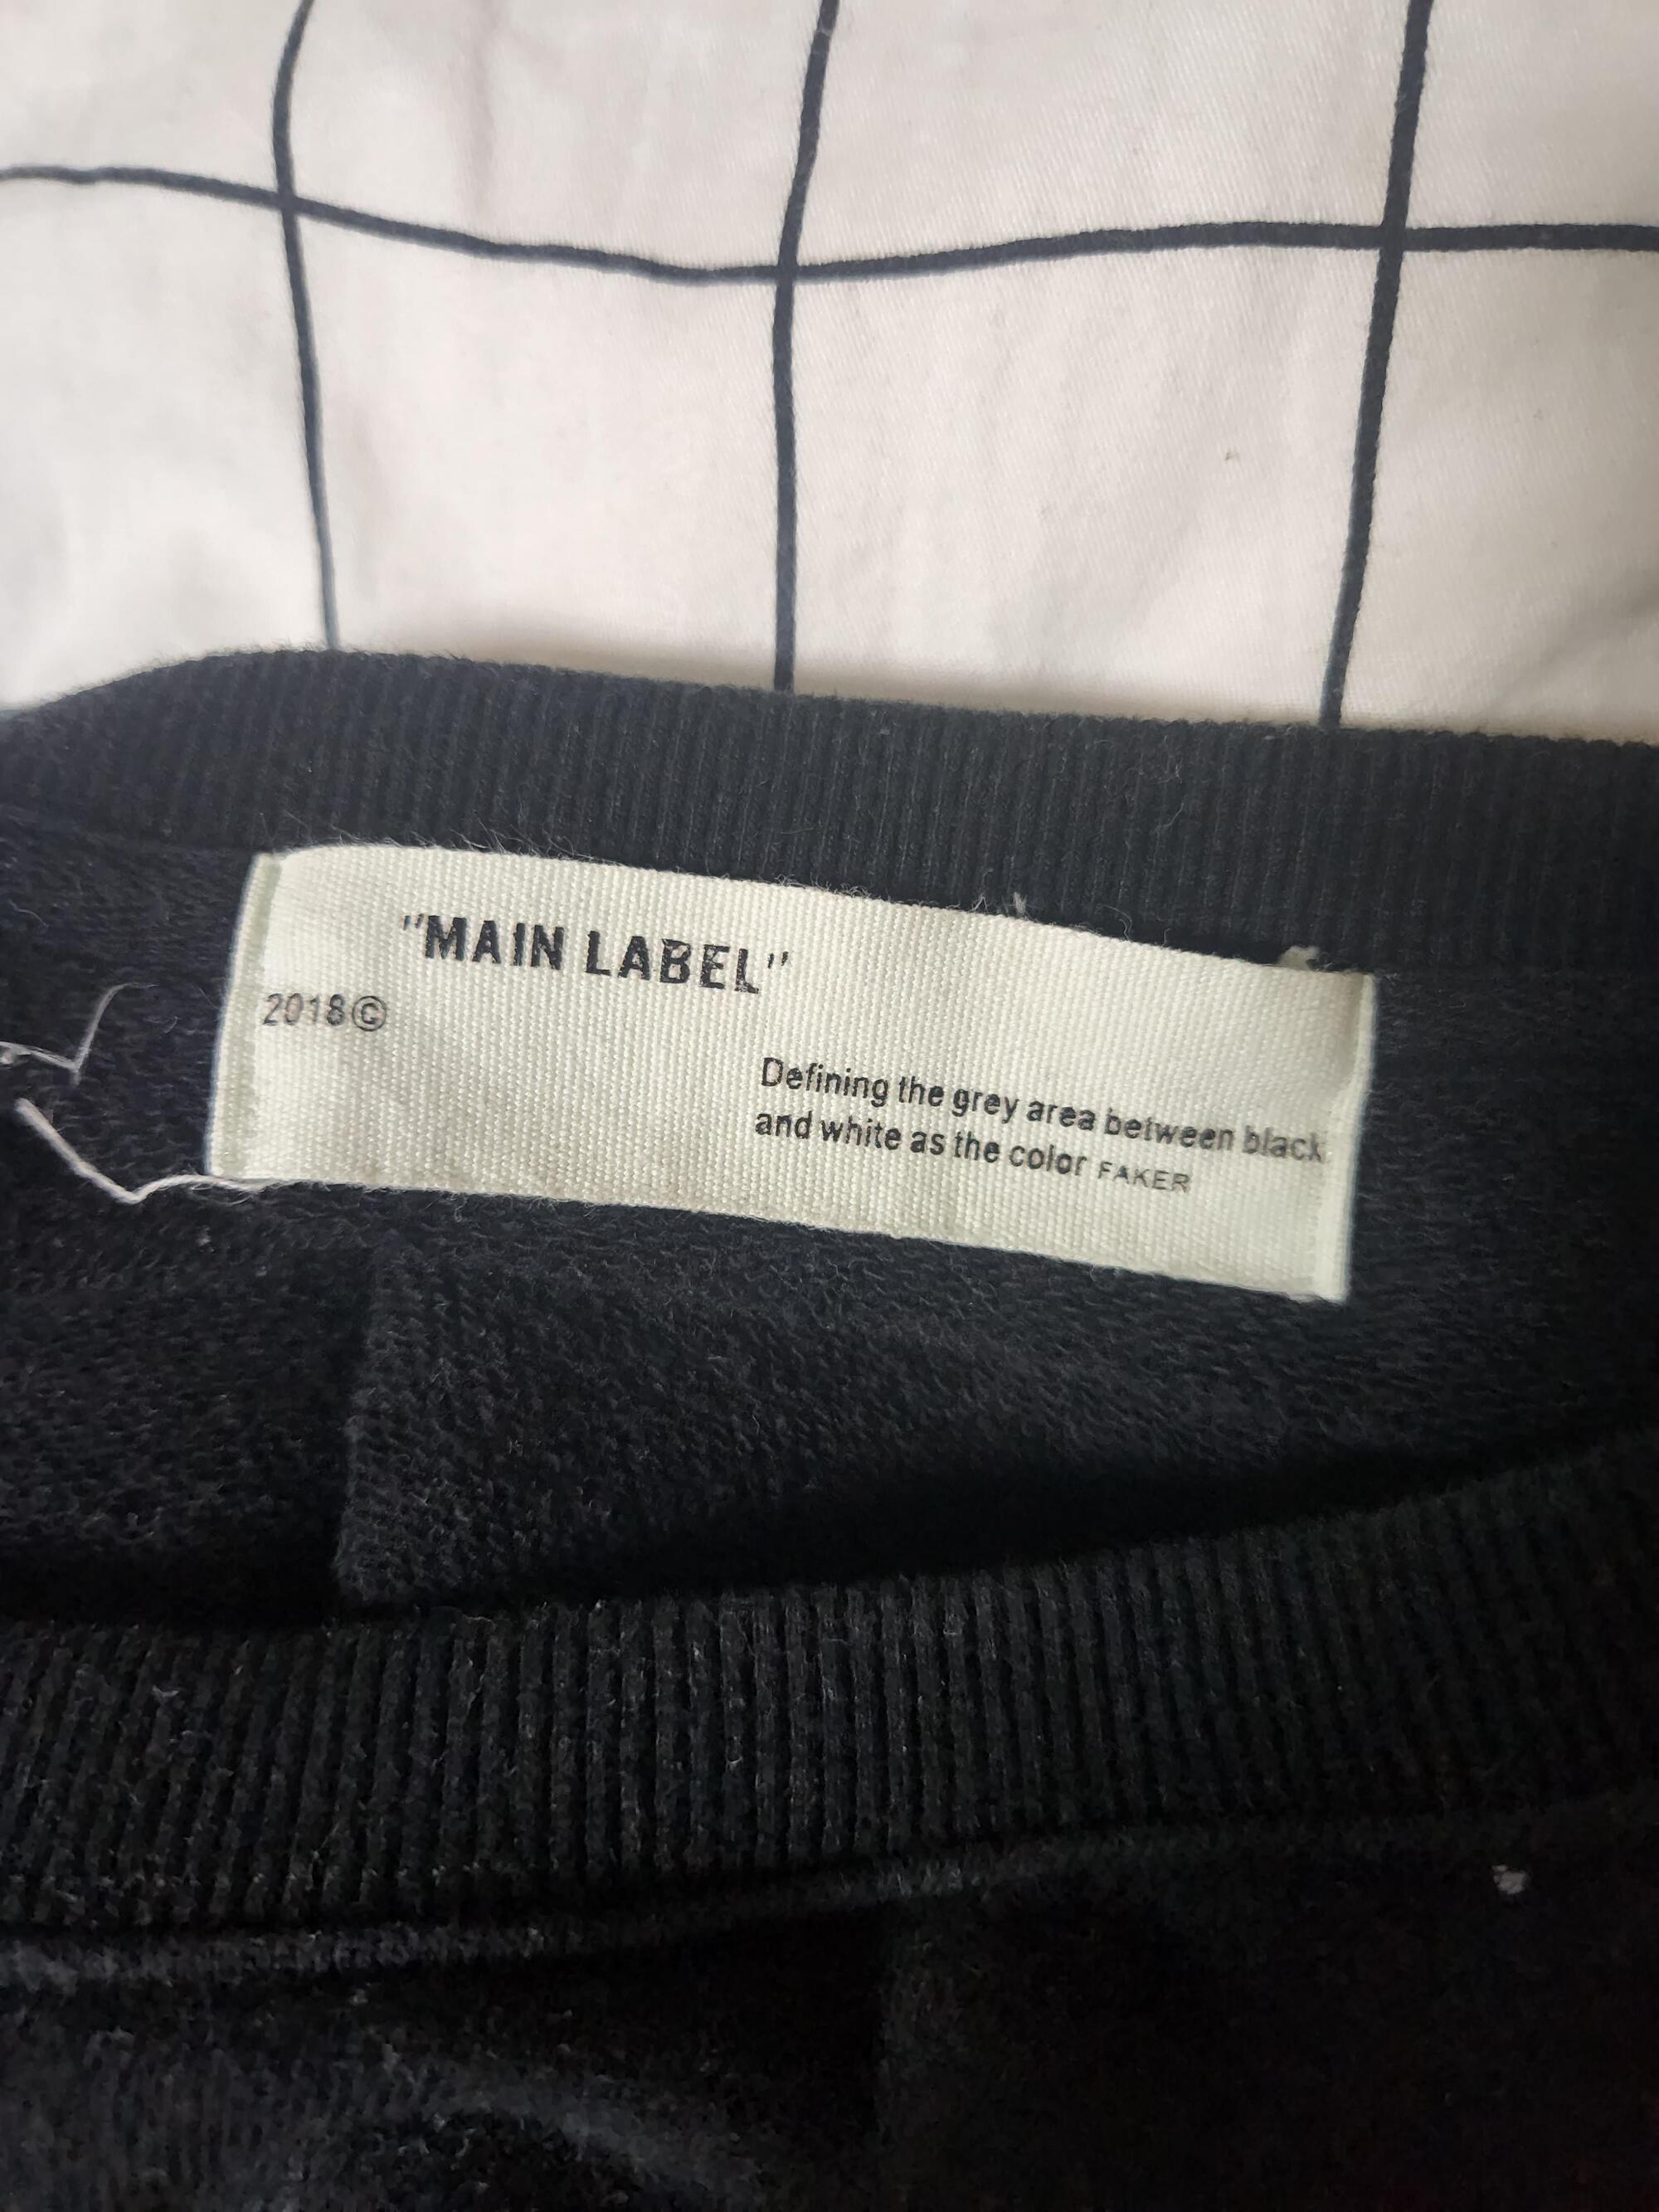 "MAIN LABEL"
2018©
Defining the grey area between black
and white as the color FAKER